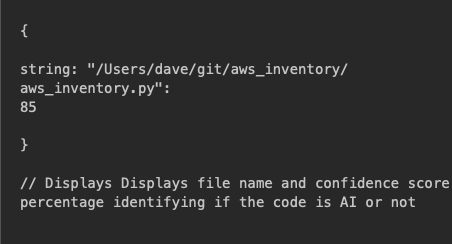 {
string: "/Users/dave/git/aws_inventory/
aws_inventory.py":
85
}
// Displays Displays file name and confidence score
percentage identifying if the code is AI or not